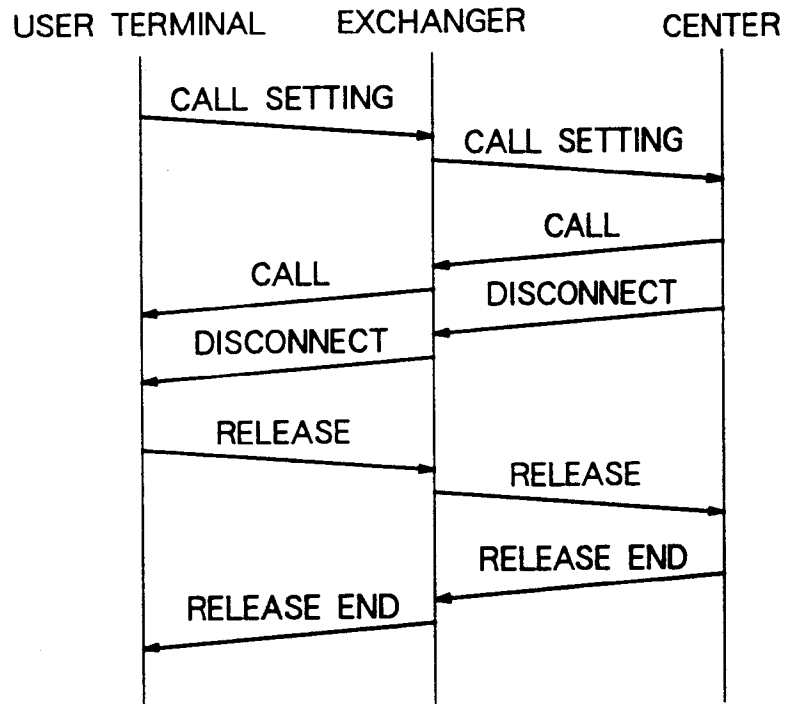 USER TERMINAL
EXCHANGER
CENTER
CALL SETTING
CALL SETTING
CALL
CALL
DISCONNECT
DISCONNECT
RELEASE
RELEASE
RELEASE END
RELEASE END